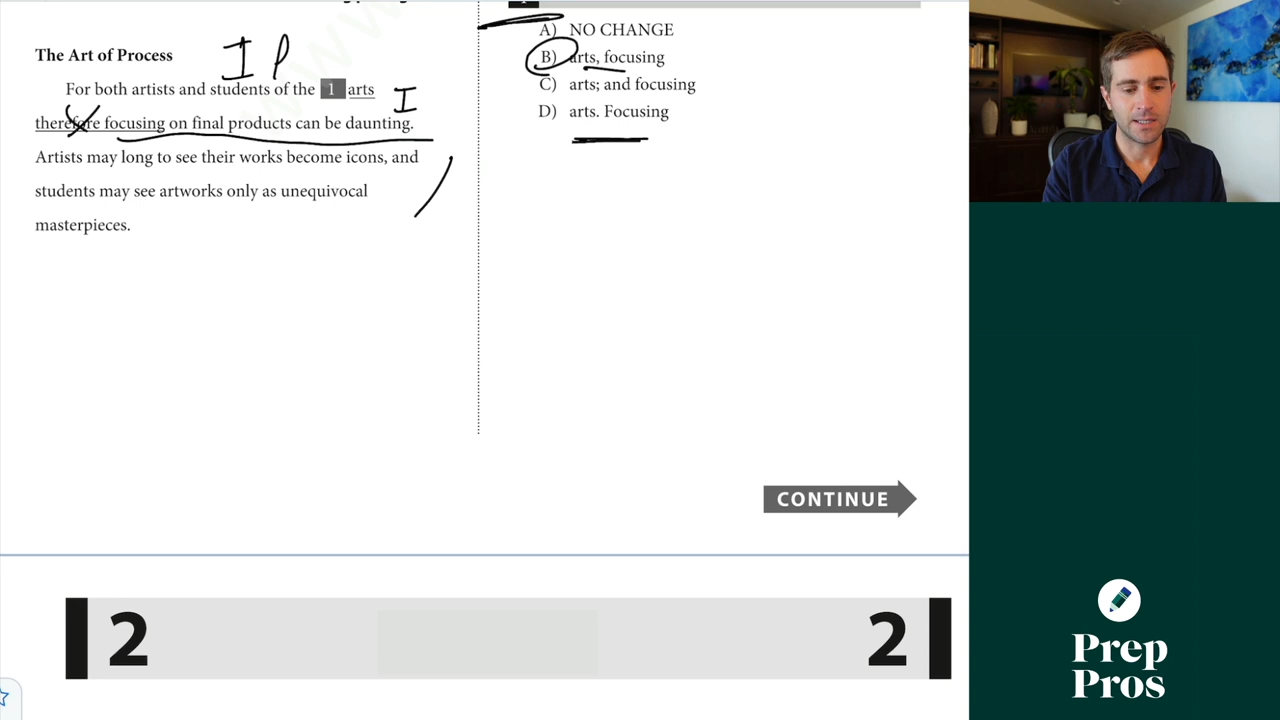 The Art of Process
I P
For both artists and students of the 1 arts
I
therefore focusing on final products can be daunting.
Artists may long to see their works become icons, and
students may see artworks only as unequivocal
masterpieces.
A) NO CHANGE
B) arts, focusing
C) arts; and focusing
D) arts. Focusing
CONTINUE
2 2
Prep
Pros